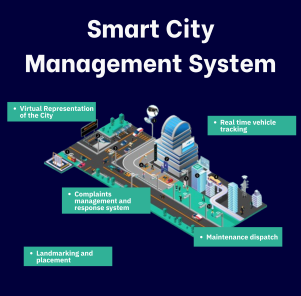 Smart City
Management System
• Virtual Representation
of the City
• Real time vehicle
tracking
• Complaints
management and
response system
• Maintenance dispatch
• Landmarking and
placement